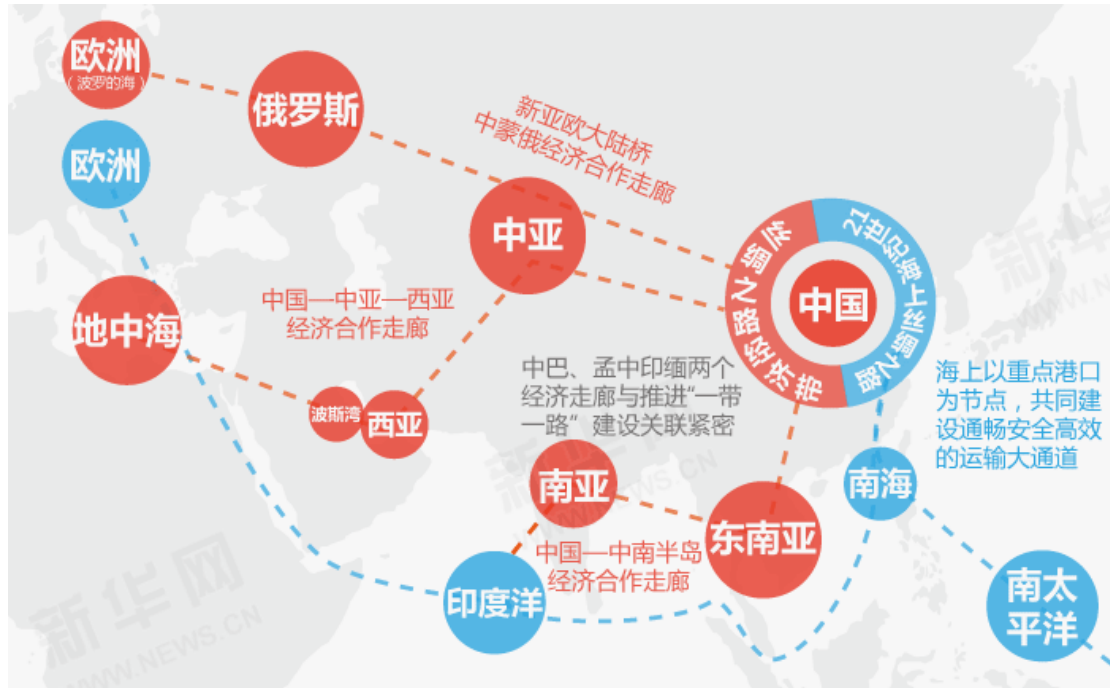 欧洲
(波罗的海)
俄罗斯
新亚欧大陆桥
中蒙俄经济合作走廊
欧洲
中亚
丝绸之路经济带
21世纪海上丝绸之路
中国
中国—中亚—西亚
经济合作走廊
地中海
波斯湾
西亚
中巴、孟中印缅两个
经济走廊与推进“一带
一路”建设关联紧密
海上以重点港口
为节点，共同建
设通畅安全高效
的运输大通道
南亚
南海
东南亚
中国—中南半岛
经济合作走廊
印度洋
南太
平洋
新华网
WWW.NEWS.CN